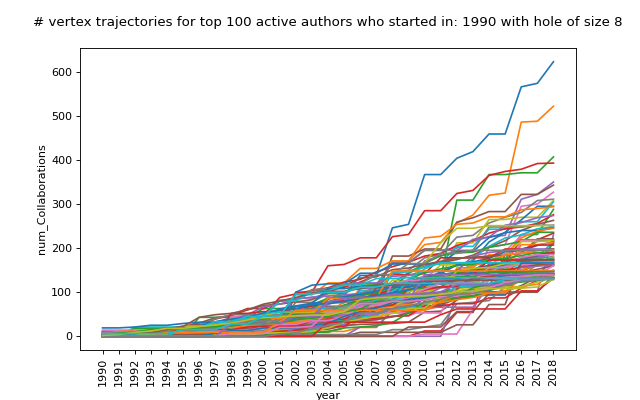 # vertex trajectories for top 100 active authors who started in: 1990 with hole of size 8
num_Collaborations
600
500
400
300
200
100
0
1990 1991 1992 1993 1994 1995 1996 1997 1998 1999 2000 2001 2002 2003 2004 2005 2006 2007 2008 2009 2010 2011 2012 2013 2014 2015 2016 2017 2018
year